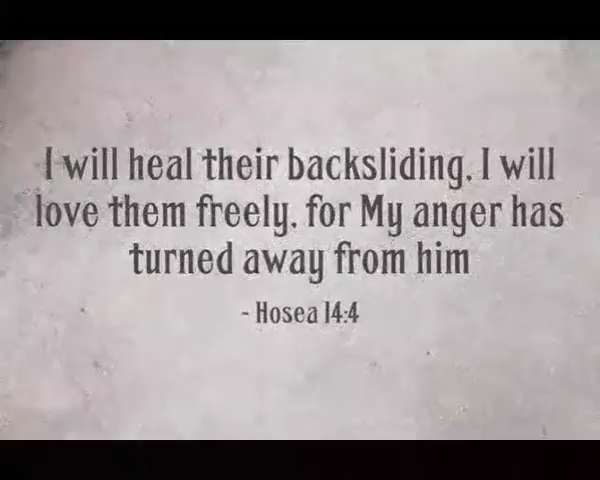 I will heal their backsliding, I will
love them freely, for My anger has
turned away from him
- Hosea 14:4